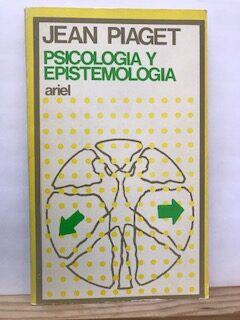 JEAN PIAGET
PSICOLOGIA Y
EPISTEMOLOGIA
ariel